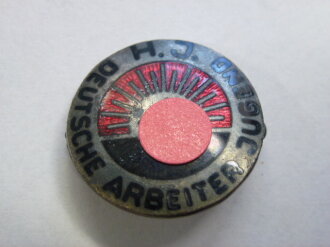 H.J. DEUTSCHE ARBEITER JUGEND